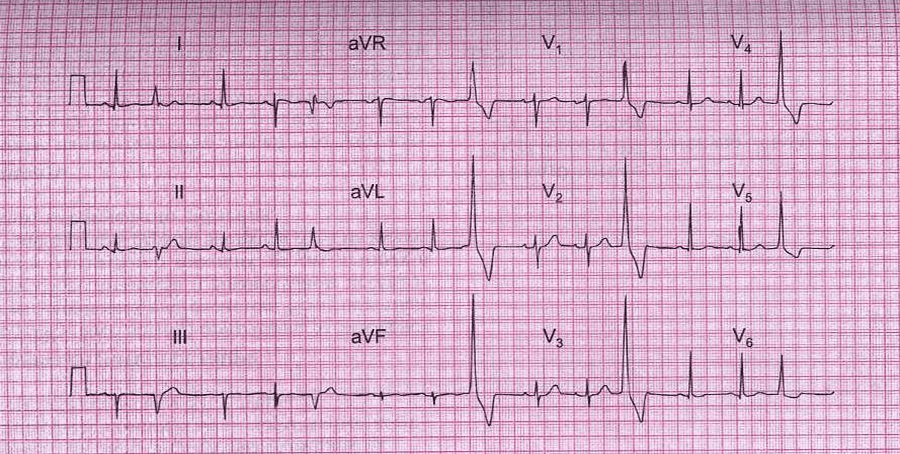 I aVR V₁ V₄
II aVL V₂ V₅
III aVF V₃ V₆